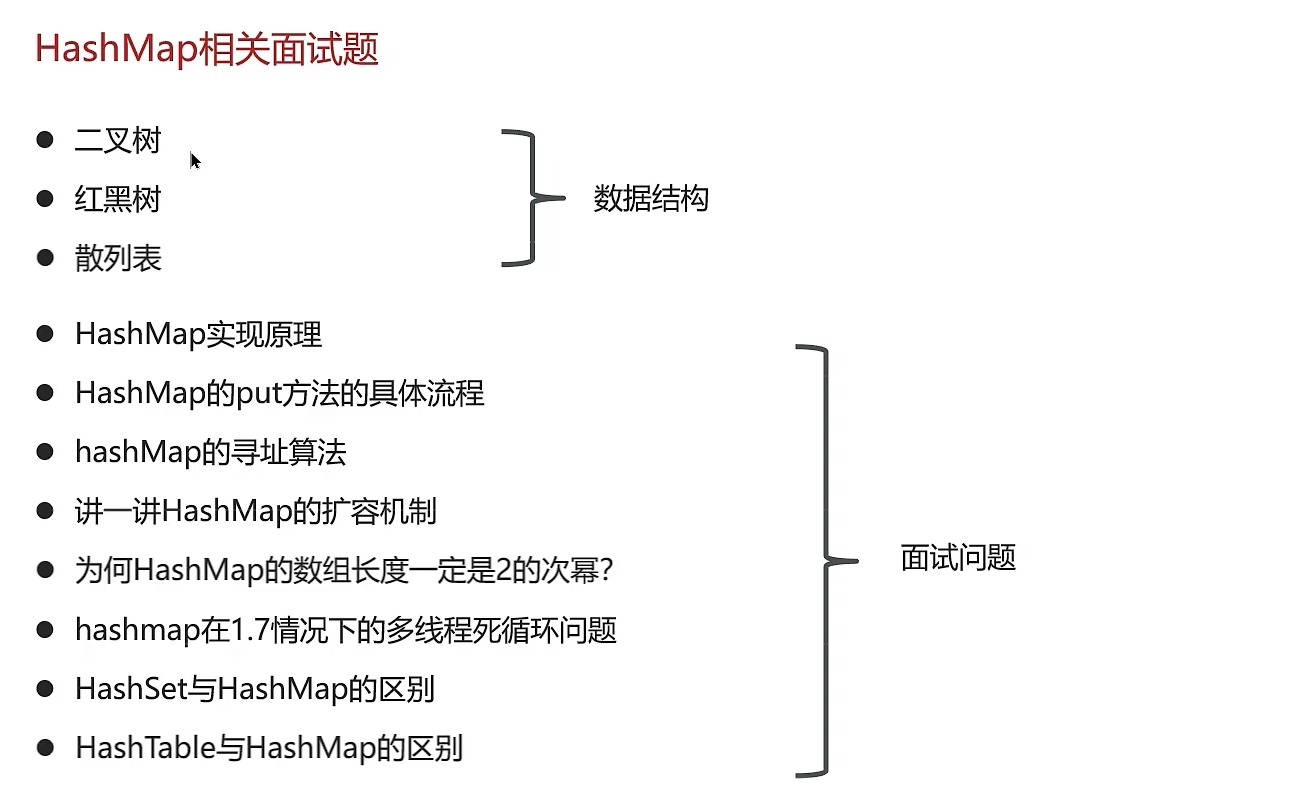 HashMap相关面试题
二叉树
红黑树
散列表
数据结构
HashMap实现原理
HashMap的put方法的具体流程
hashMap的寻址算法
讲一讲HashMap的扩容机制
为何HashMap的数组长度一定是2的次幂？
hashmap在1.7情况下的多线程死循环问题
HashSet与HashMap的区别
HashTable与HashMap的区别
面试问题